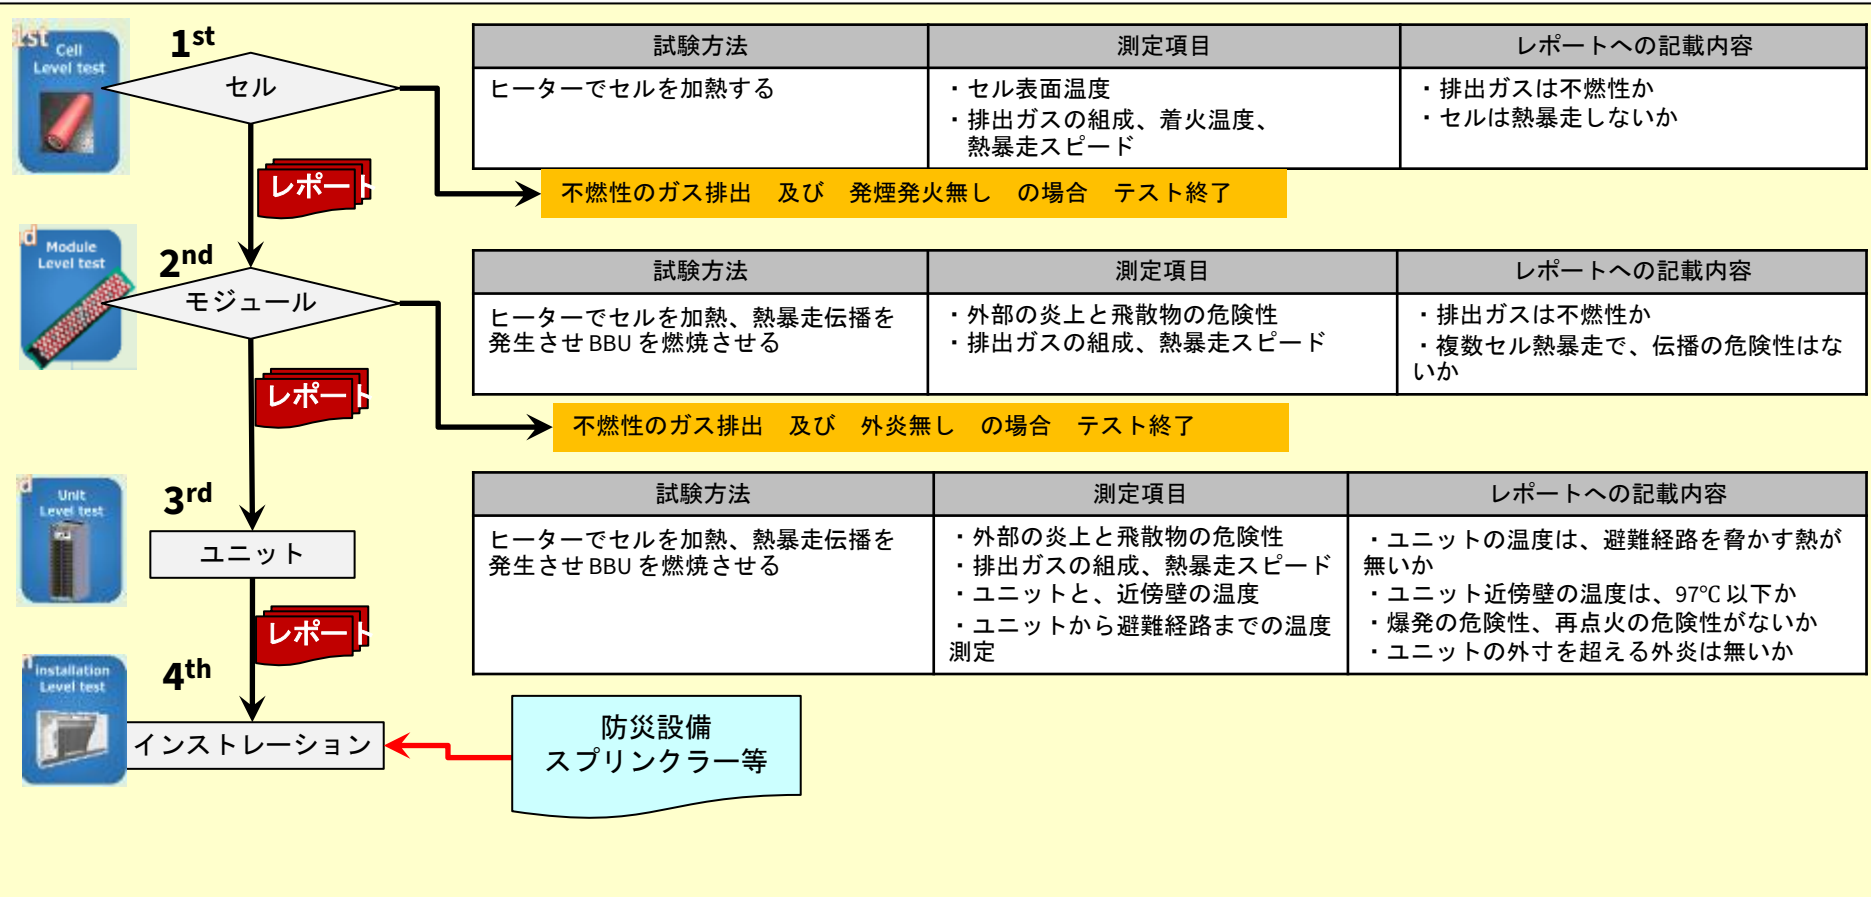 1st
Cell
Level test
1st
セル
レポート
試験方法
測定項目
レポートへの記載内容
ヒーターでセルを加熱する
・セル表面温度
・排出ガスの組成、着火温度、
熱暴走スピード
・排出ガスは不燃性か
・セルは熱暴走しないか
不燃性のガス排出　及び　発煙発火無し　の場合　テスト終了
d
Module
Level test
2nd
モジュール
レポート
試験方法
測定項目
レポートへの記載内容
ヒーターでセルを加熱、熱暴走伝播を
発生させ BBU を燃焼させる
・外部の炎上と飛散物の危険性
・排出ガスの組成、熱暴走スピード
・排出ガスは不燃性か
・複数セル熱暴走で、伝播の危険性はな
いか
不燃性のガス排出　及び　外炎無し　の場合　テスト終了
Unit
Level test
3rd
ユニット
レポート
試験方法
測定項目
レポートへの記載内容
ヒーターでセルを加熱、熱暴走伝播を
発生させ BBU を燃焼させる
・外部の炎上と飛散物の危険性
・排出ガスの組成、熱暴走スピード
・ユニットと、近傍壁の温度
・ユニットから避難経路までの温度
測定
・ユニットの温度は、避難経路を脅かす熱が
無いか
・ユニット近傍壁の温度は、97℃ 以下か
・爆発の危険性、再点火の危険性がないか
・ユニットの外寸を超える外炎は無いか
installation
Level test
4th
インストレーション
防災設備
スプリンクラー等